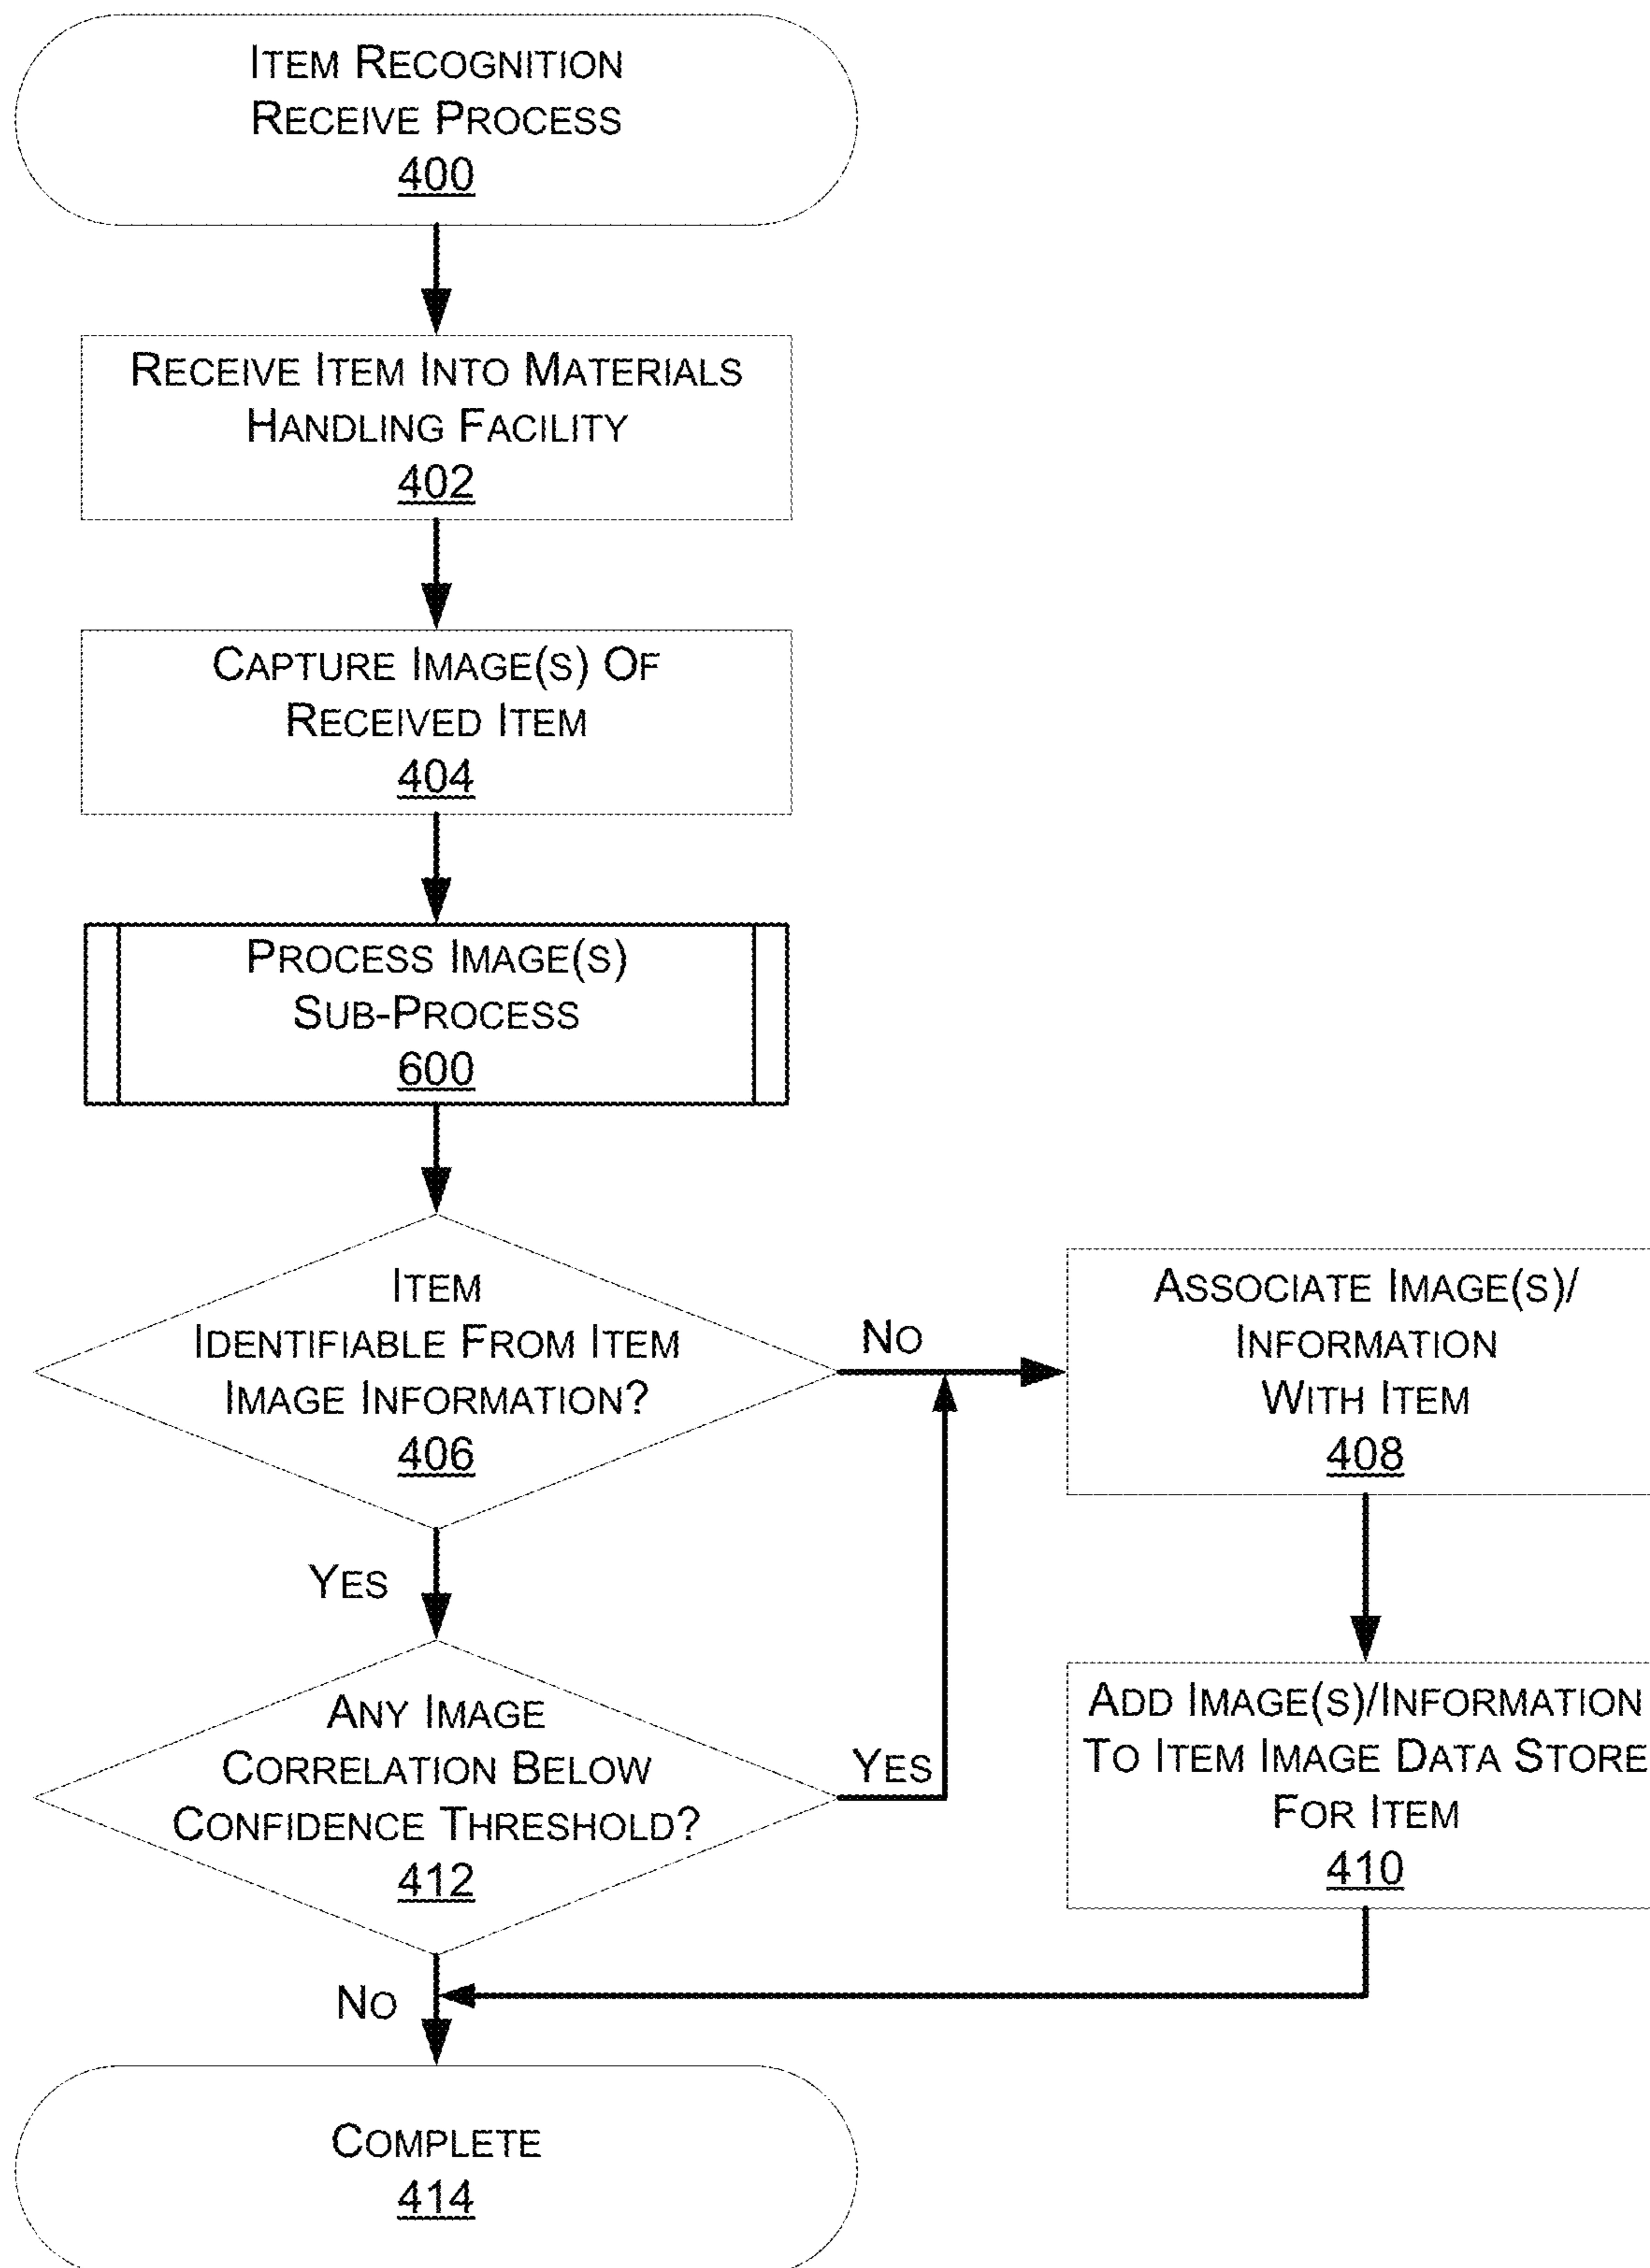 ITEM RECOGNITION
RECEIVE PROCESS
400
RECEIVE ITEM INTO MATERIALS
HANDLING FACILITY
402
CAPTURE IMAGE(S) OF
RECEIVED ITEM
404
PROCESS IMAGE(S)
SUB-PROCESS
600
ITEM
IDENTIFIABLE FROM ITEM
IMAGE INFORMATION?
406
NO
ASSOCIATE IMAGE(S)/
INFORMATION
WITH ITEM
408
YES
ANY IMAGE
CORRELATION BELOW
CONFIDENCE THRESHOLD?
412
YES
ADD IMAGE(S)/INFORMATION
TO ITEM IMAGE DATA STORE
FOR ITEM
410
NO
COMPLETE
414